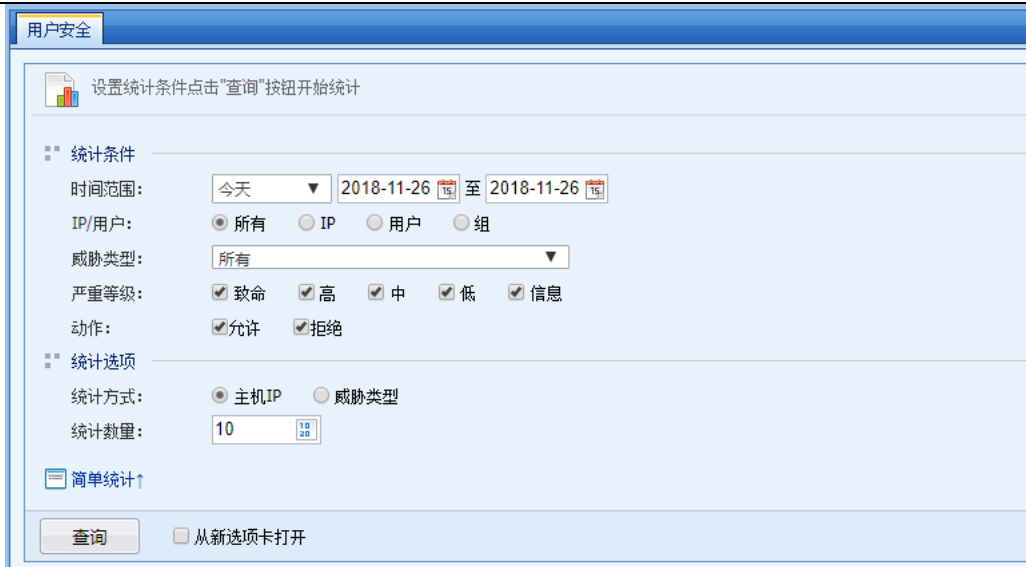 用户安全
设置统计条件点击"查询"按钮开始统计
统计条件
时间范围: 今天 2018-11-26 至 2018-11-26
IP/用户: 所有 IP 用户 组
威胁类型: 所有
严重等级: 致命 高 中 低 信息
动作: 允许 拒绝
统计选项
统计方式: 主机IP 威胁类型
统计数量: 10
简单统计↑
查询 从新选项卡打开